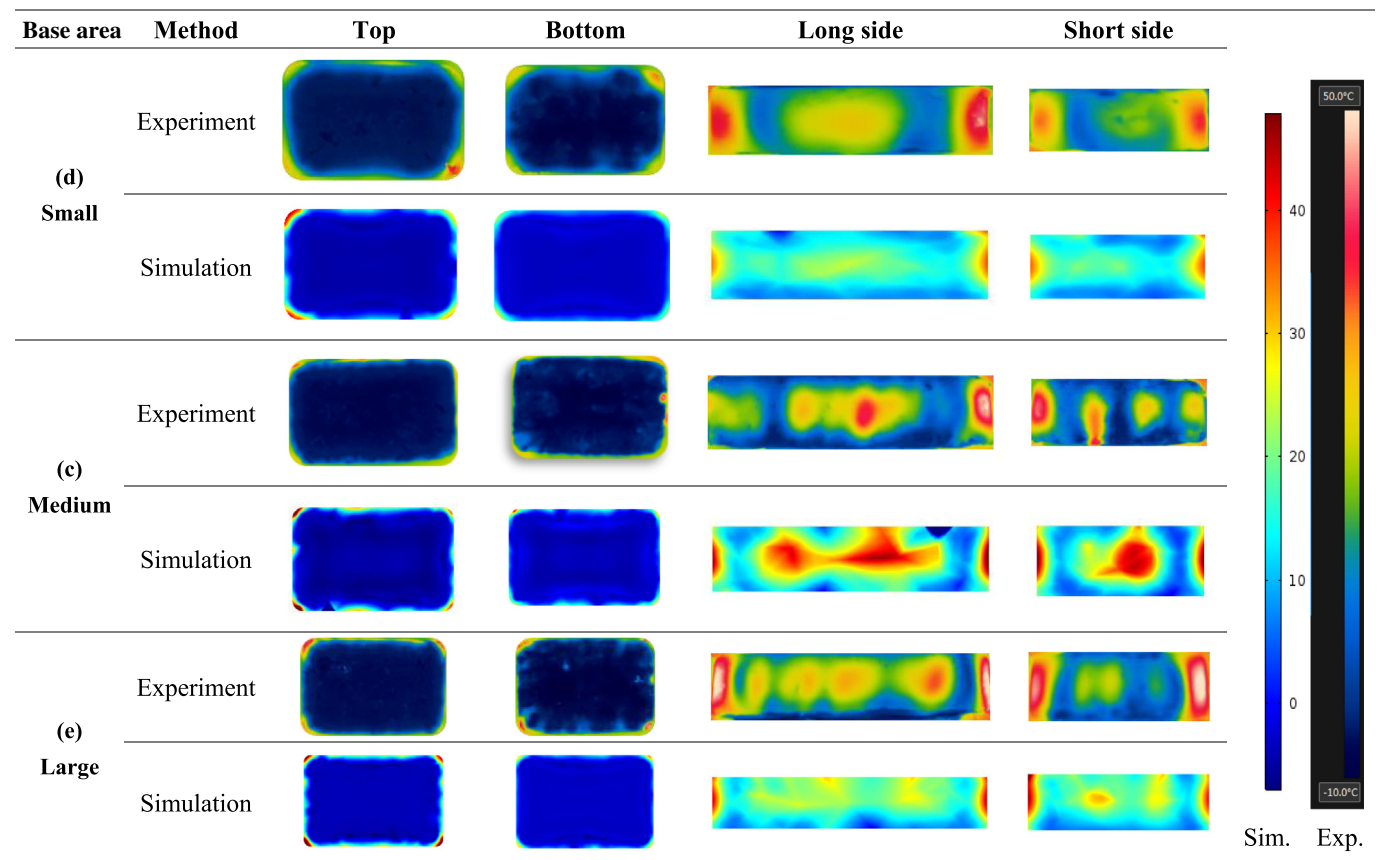 Base area Method Top Bottom Long side Short side
Experiment
(d)
Small
Simulation
Experiment
(c)
Medium
Simulation
Experiment
(e)
Large
Simulation
40
30
20
10
0
50.0°C
-10.0°C
Sim. Exp.